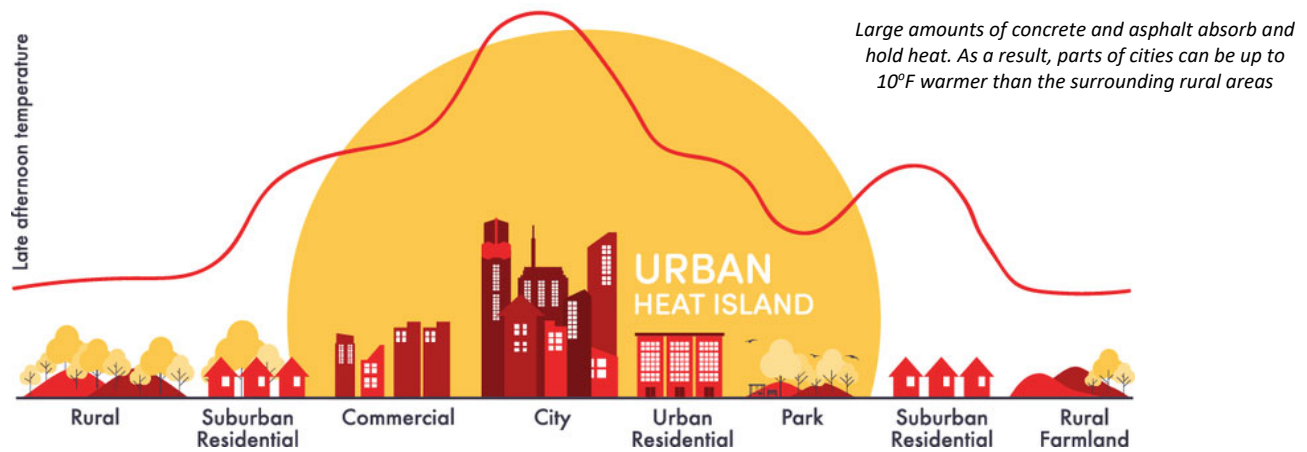 Large amounts of concrete and asphalt absorb and
hold heat. As a result, parts of cities can be up to
10°F warmer than the surrounding rural areas
Late afternoon temperature
URBAN
HEAT ISLAND
Rural
Suburban
Residential
Commercial
City
Urban
Residential
Park
Suburban
Residential
Rural
Farmland